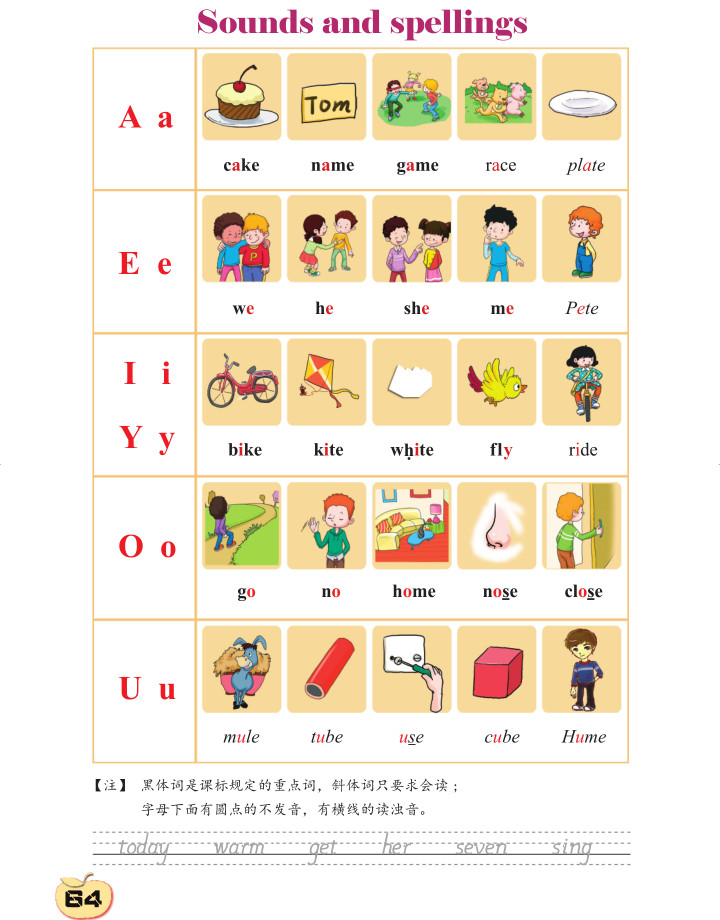 Sounds and spellings
A a
Tom
cake name game race plate
E e
P
we he she me Pete
I i
Y y
bike kite white fly ride
O o
go no home nose close
U u
mule tube use cube Hume
【注】 黑体词是课标规定的重点词，斜体词只要求会读；
字母下面有圆点的不发音，有横线的读浊音。
today warm get her seven sing
64